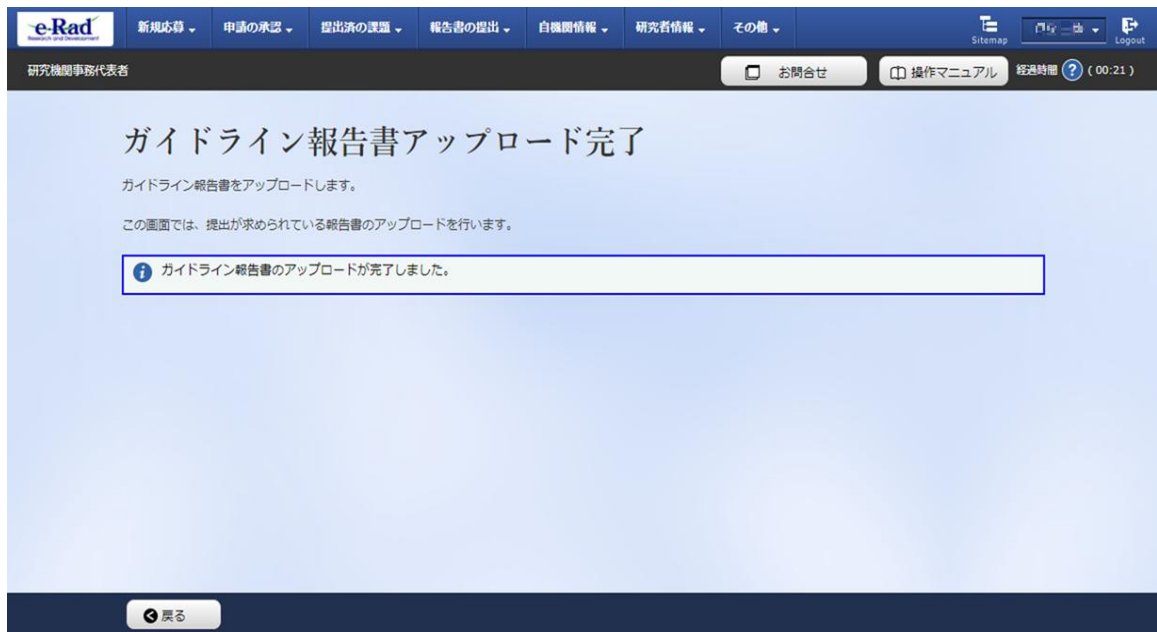 e-Rad
Research and Development
新規応募
申請の承認
提出済の課題
報告書の提出
自機関情報
研究者情報
その他
Sitemap
Logout
研究機関事務代表者
お問合せ
操作マニュアル
経過時間 ? ( 00:21 )
ガイドライン報告書アップロード完了
ガイドライン報告書をアップロードします。
この画面では、提出が求められている報告書のアップロードを行います。
i ガイドライン報告書のアップロードが完了しました。
戻る